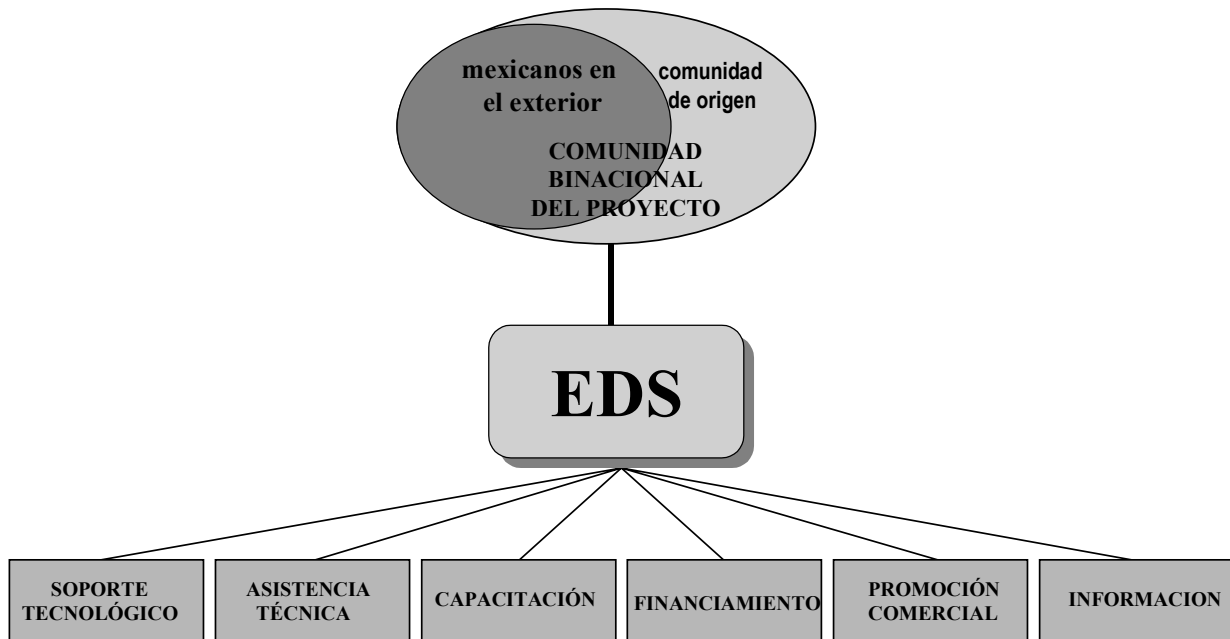 mexicanos en
el exterior
comunidad
de origen
COMUNIDAD
BINACIONAL
DEL PROYECTO
EDS
SOPORTE
TECNOLÓGICO
ASISTENCIA
TÉCNICA
CAPACITACIÓN
FINANCIAMIENTO
PROMOCIÓN
COMERCIAL
INFORMACION